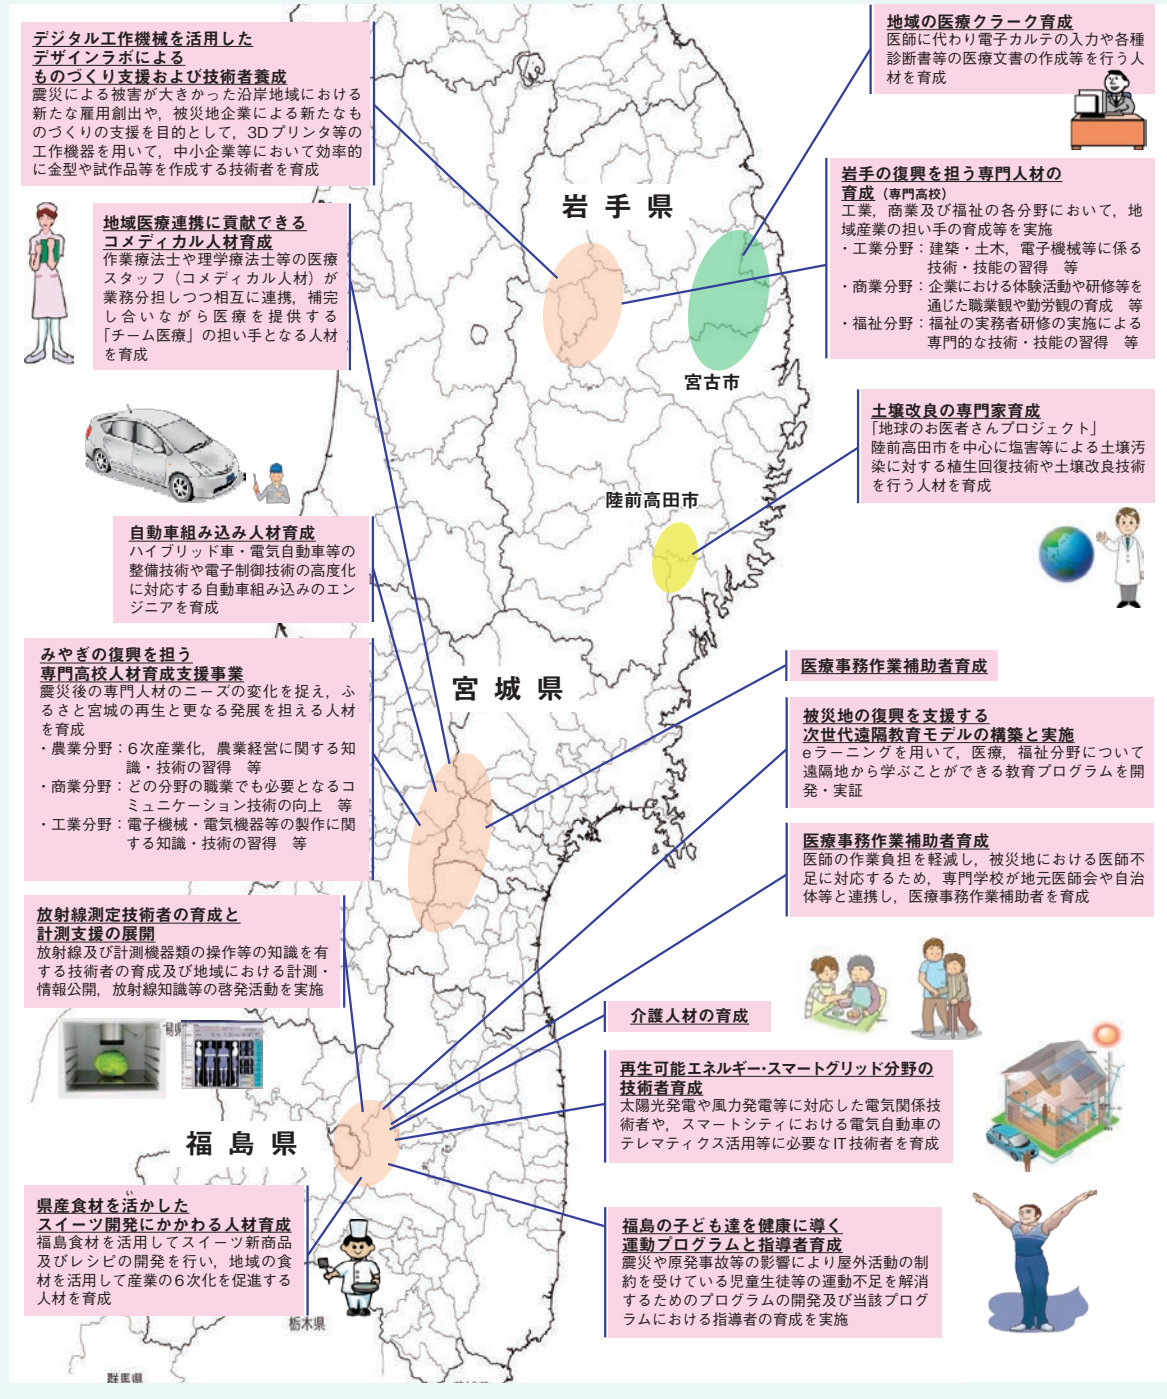 デジタル工作機械を活用した
デザインラボによる
ものづくり支援および技術者養成
震災による被害が大きかった沿岸地域における
新たな雇用創出や，被災地企業による新たなも
のづくりの支援を目的として，3Dプリンタ等の
工作機器を用いて，中小企業等において効率的
に金型や試作品等を作成する技術者を育成
地域の医療クラーク育成
医師に代わり電子カルテの入力や各種
診断書等の医療文書の作成等を行う人
材を育成
岩手の復興を担う専門人材の
育成（専門高校）
工業，商業及び福祉の各分野において，地
域産業の担い手の育成等を実施
・工業分野：建築・土木，電子機械等に係る
技術・技能の習得　等
・商業分野：企業における体験活動や研修等を
通じた職業観や勤労観の育成　等
・福祉分野：福祉の実務者研修の実施による
専門的な技術・技能の習得　等
岩手県
地域医療連携に貢献できる
コメディカル人材育成
作業療法士や理学療法士等の医療
スタッフ（コメディカル人材）が
業務分担しつつ相互に連携，補完
し合いながら医療を提供する
「チーム医療」の担い手となる人材
を育成
宮古市
土壌改良の専門家育成
「地球のお医者さんプロジェクト」
陸前高田市を中心に塩害等による土壌汚
染に対する植生回復技術や土壌改良技術
を行う人材を育成
陸前高田市
自動車組み込み人材育成
ハイブリッド車・電気自動車等の
整備技術や電子制御技術の高度化
に対応する自動車組み込みのエン
ジニアを育成
みやぎの復興を担う
専門高校人材育成支援事業
震災後の専門人材のニーズの変化を捉え，ふ
るさと宮城の再生と更なる発展を担える人材
を育成
・農業分野：6次産業化，農業経営に関する知
識・技術の習得　等
・商業分野：どの分野の職業でも必要となるコ
ミュニケーション技術の向上　等
・工業分野：電子機械・電気機器等の製作に関
する知識・技術の習得　等
宮城県
医療事務作業補助者育成
被災地の復興を支援する
次世代遠隔教育モデルの構築と実施
eラーニングを用いて，医療，福祉分野について
遠隔地から学ぶことができる教育プログラムを開
発・実証
医療事務作業補助者育成
医師の作業負担を軽減し，被災地における医師不
足に対応するため，専門学校が地元医師会や自治
体等と連携し，医療事務作業補助者を育成
放射線測定技術者の育成と
計測支援の展開
放射線及び計測機器類の操作等の知識を有
する技術者の育成及び地域における計測・
情報公開，放射線知識等の啓発活動を実施
介護人材の育成
再生可能エネルギー・スマートグリッド分野の
技術者育成
太陽光発電や風力発電等に対応した電気関係技
術者や，スマートシティにおける電気自動車の
テレマティクス活用等に必要なIT技術者を育成
福島県
県産食材を活かした
い
スイーツ開発にかかわる人材育成
福島食材を活用してスイーツ新商品
及びレシピの開発を行い，地域の食
材を活用して産業の6次化を促進する
人材を育成
福島の子ども達を健康に導く
運動プログラムと指導者育成
震災や原発事故等の影響により屋外活動の制
約を受けている児童生徒等の運動不足を解消
するためのプログラムの開発及び当該プログ
ラムにおける指導者の育成を実施
栃木県
群馬県